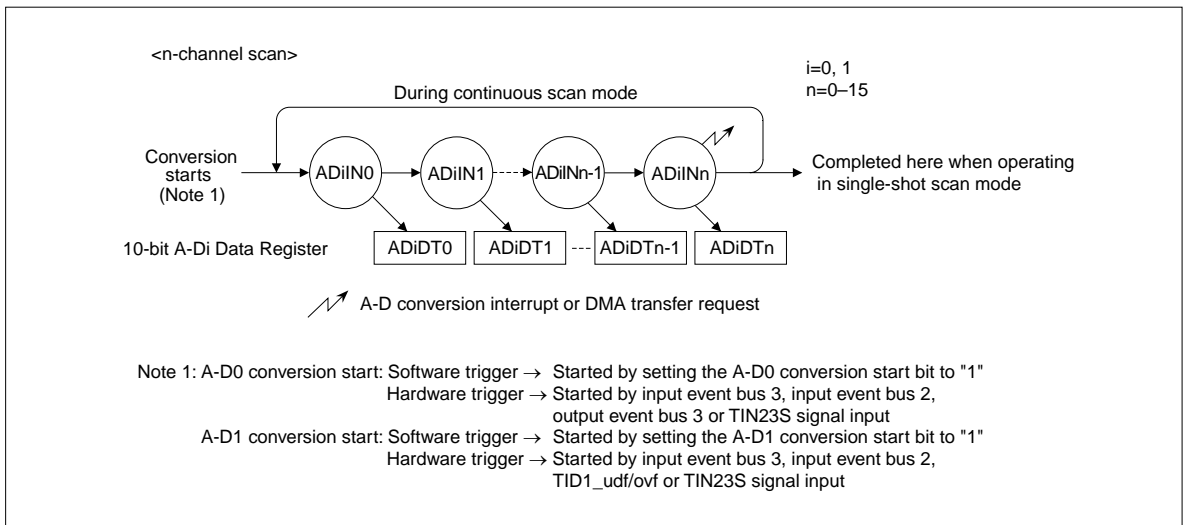 <n-channel scan>
i=0, 1
n=0–15
During continuous scan mode
Conversion
starts
(Note 1)
ADiIN0
ADiIN1
ADiINn-1
ADiINn
Completed here when operating
in single-shot scan mode
10-bit A-Di Data Register
ADiDT0
ADiDT1
ADiDTn-1
ADiDTn
A-D conversion interrupt or DMA transfer request
Note 1: A-D0 conversion start: Software trigger → Started by setting the A-D0 conversion start bit to "1"
Hardware trigger → Started by input event bus 3, input event bus 2,
output event bus 3 or TIN23S signal input
A-D1 conversion start: Software trigger → Started by setting the A-D1 conversion start bit to "1"
Hardware trigger → Started by input event bus 3, input event bus 2,
TID1_udf/ovf or TIN23S signal input